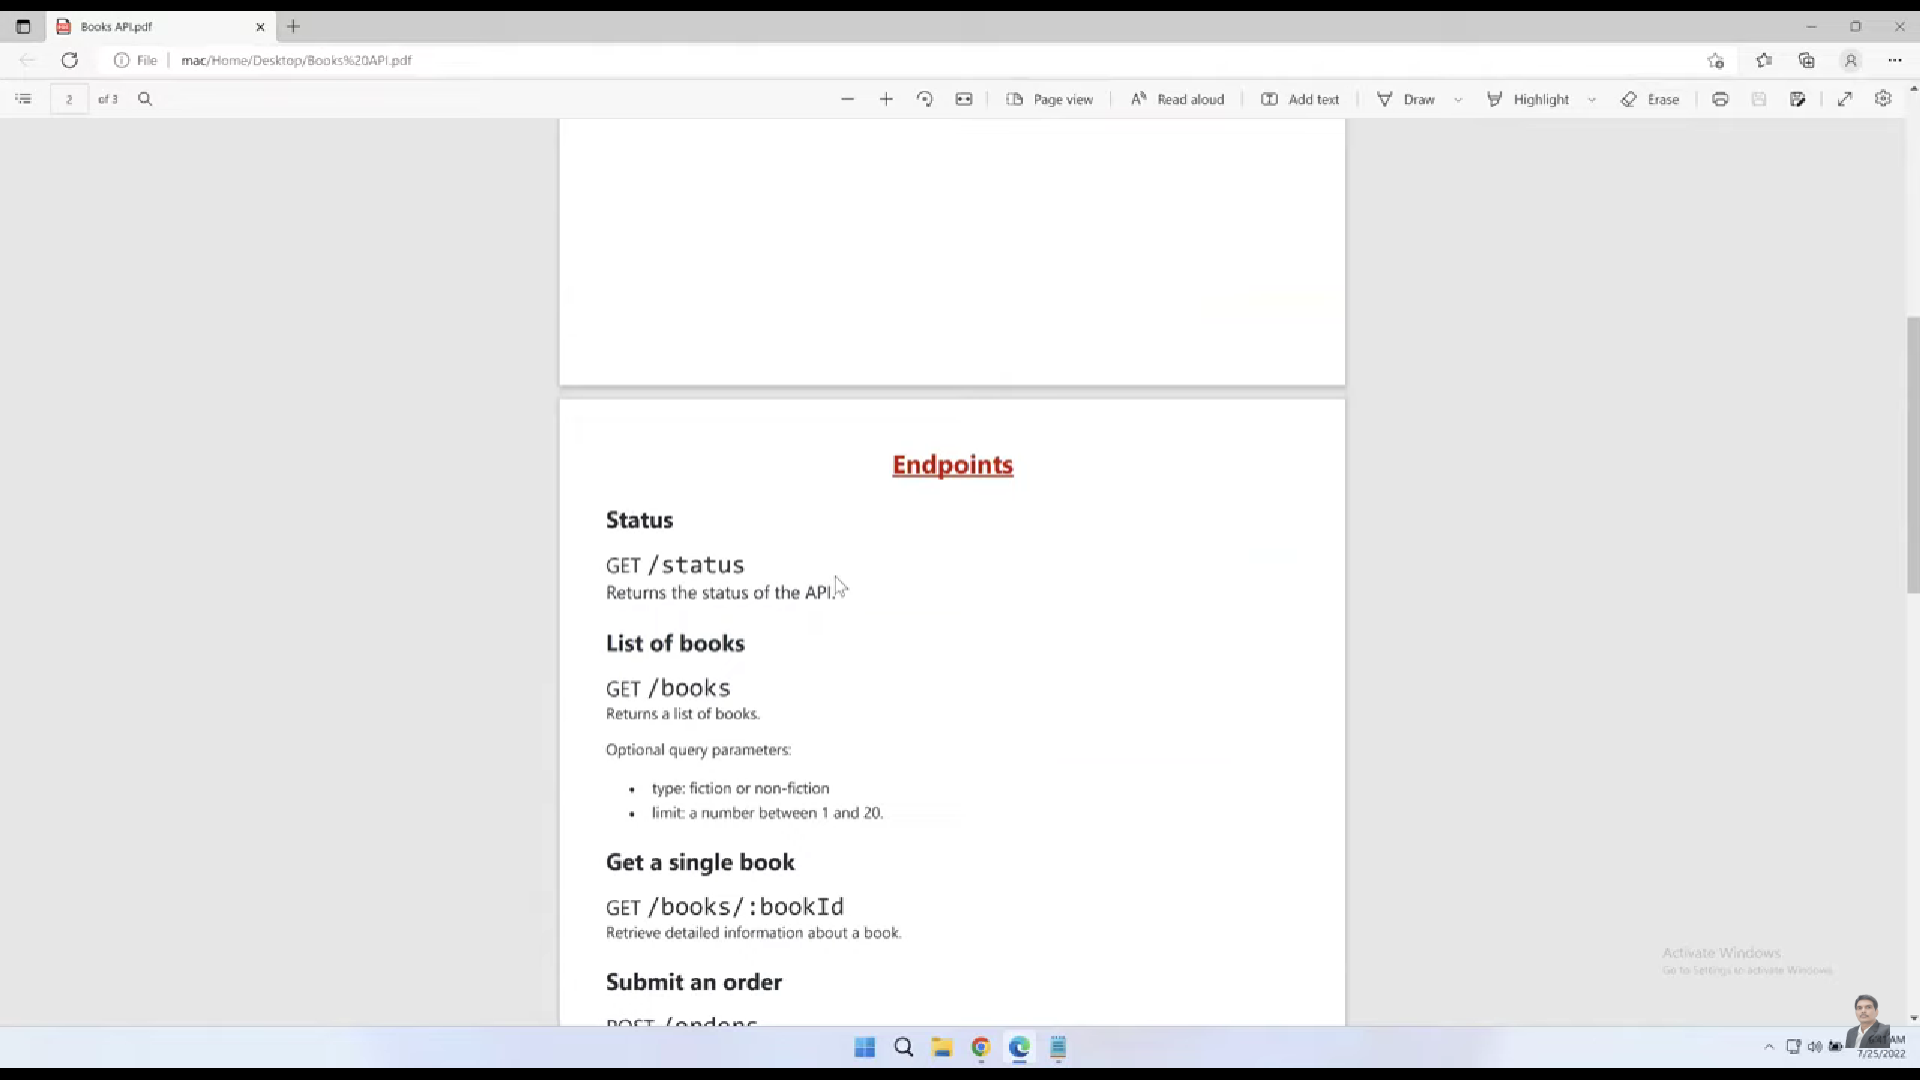 Books API.pdf
File mac/Home/Desktop/Books%20API.pdf
2 of 3 Page view Read aloud Add text Draw Highlight Erase
Endpoints
Status
GET /status
Returns the status of the API.
List of books
GET /books
Returns a list of books.
Optional query parameters:
• type: fiction or non-fiction
• limit: a number between 1 and 20.
Get a single book
GET /books/:bookId
Retrieve detailed information about a book.
Submit an order
POST /orders
Activate Windows
Go to Settings to activate Windows.
AM
7/25/2022